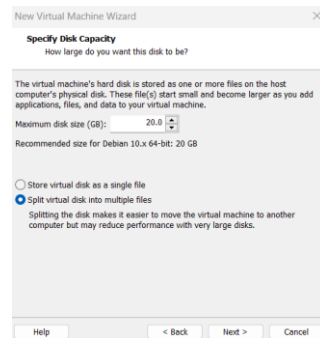 New Virtual Machine Wizard
Specify Disk Capacity
How large do you want this disk to be?
The virtual machine's hard disk is stored as one or more files on the host
computer's physical disk. These file(s) start small and become larger as you add
applications, files, and data to your virtual machine.
Maximum disk size (GB): 20.0
Recommended size for Debian 10.x 64-bit: 20 GB
Store virtual disk as a single file
Split virtual disk into multiple files
Splitting the disk makes it easier to move the virtual machine to another
computer but may reduce performance with very large disks.
Help < Back Next > Cancel